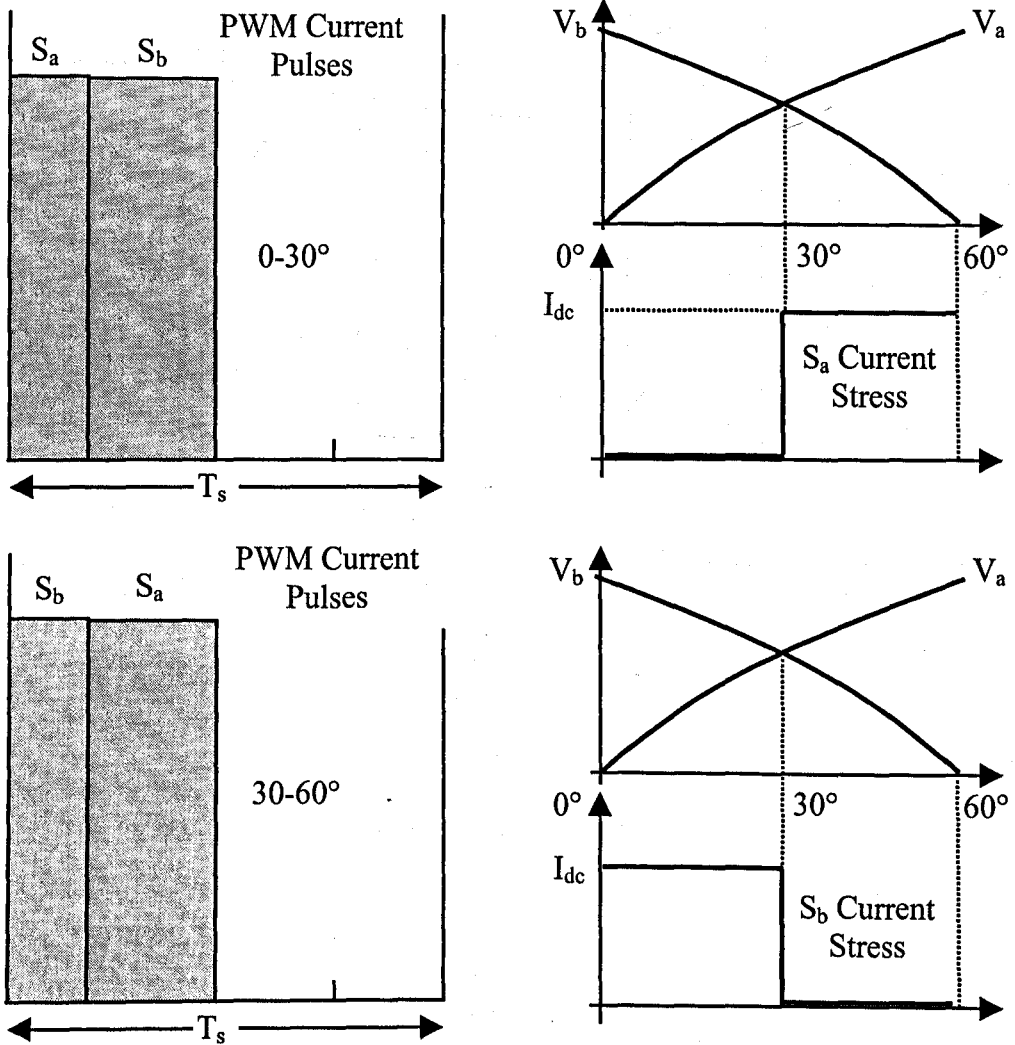 PWM Current
Pulses
Sa
Sb
0-30°
Ts
Vb
Va
0°
30°
60°
Idc
Sa Current
Stress
PWM Current
Pulses
Sb
Sa
30-60°
Ts
Vb
Va
0°
30°
60°
Idc
Sb Current
Stress